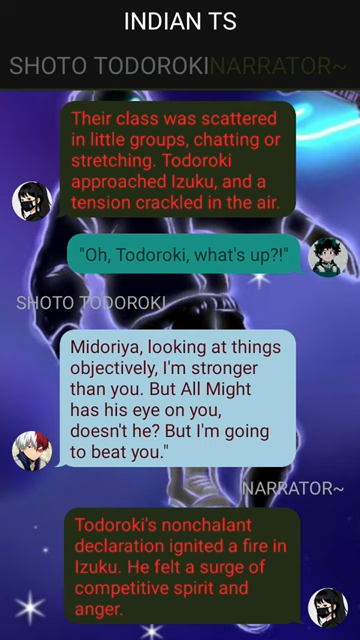 INDIAN TS
SHOTO TODOROKI NARRATOR~
Their class was scattered
in little groups, chatting or
stretching. Todoroki
approached Izuku, and a
tension crackled in the air.
"Oh, Todoroki, what's up?!"
SHOTO TODOROKI
Midoriya, looking at things
objectively, I'm stronger
than you. But All Might
has his eye on you,
doesn't he? But I'm going
to beat you."
NARRATOR~
Todoroki's nonchalant
declaration ignited a fire in
Izuku. He felt a surge of
competitive spirit and
anger.